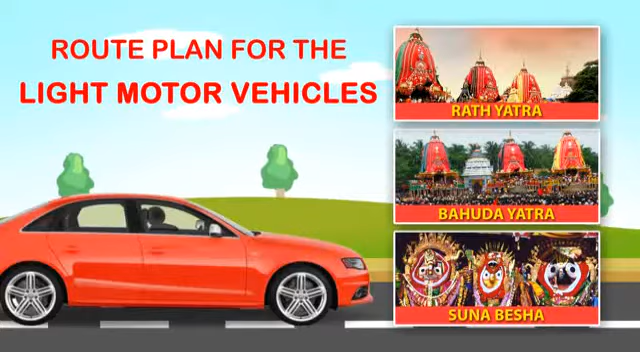 ROUTE PLAN FOR THE
LIGHT MOTOR VEHICLES
RATH YATRA
BAHUDA YATRA
SUNA BESHA